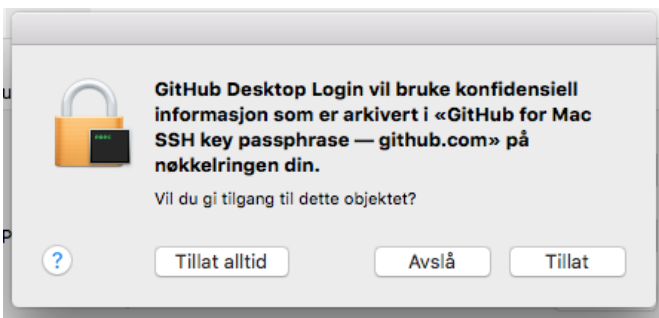 GitHub Desktop Login vil bruke konfidensiell
informasjon som er arkivert i «GitHub for Mac
SSH key passphrase — github.com» på
nøkkelringen din.
Vil du gi tilgang til dette objektet?
?
Tillat alltid
Avslå
Tillat